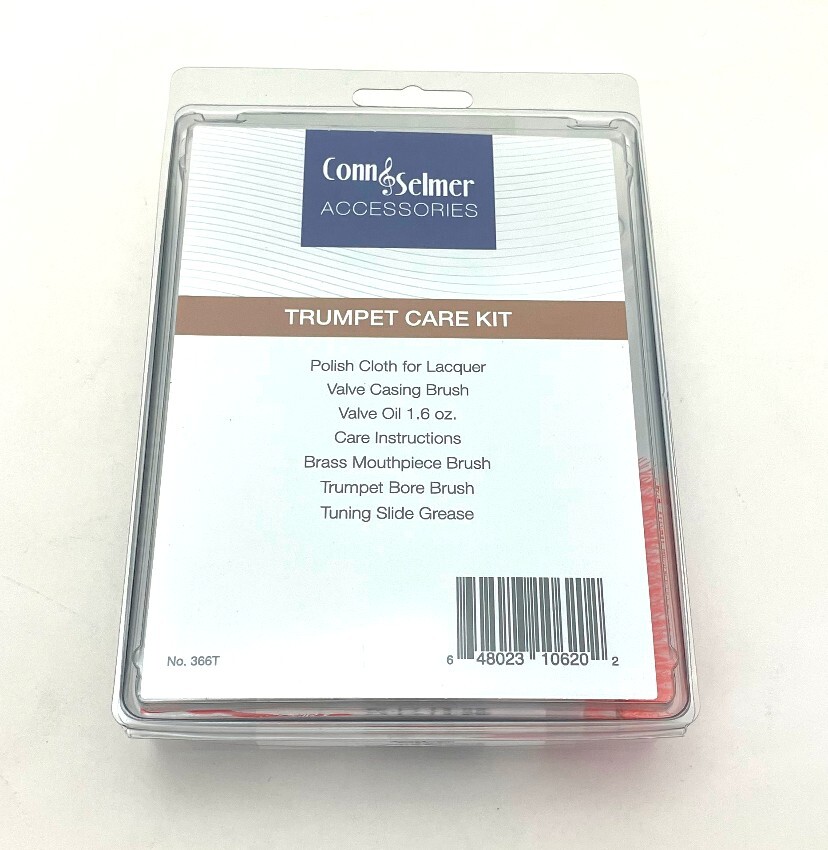 Conn Selmer
ACCESSORIES
TRUMPET CARE KIT
Polish Cloth for Lacquer
Valve Casing Brush
Valve Oil 1.6 oz.
Care Instructions
Brass Mouthpiece Brush
Trumpet Bore Brush
Tuning Slide Grease
No. 366T
6 48023 10620 2